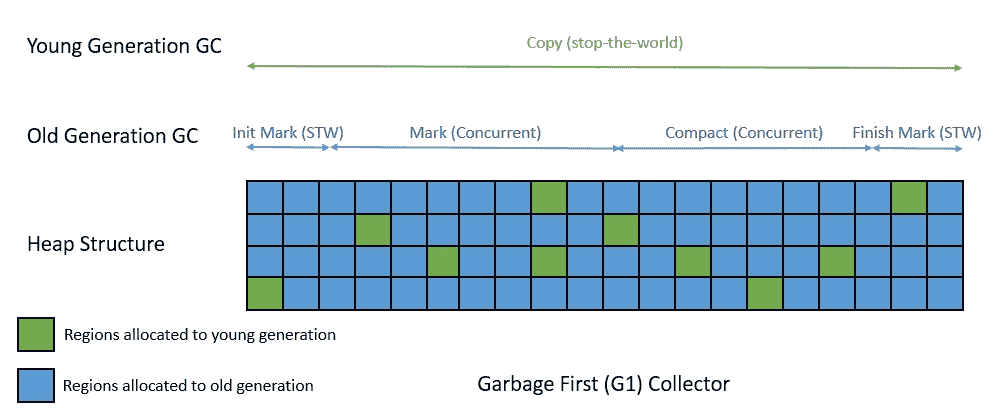 Young Generation GC
Copy (stop-the-world)
Old Generation GC
Init Mark (STW)
Mark (Concurrent)
Compact (Concurrent)
Finish Mark (STW)
Heap Structure
Regions allocated to young generation
Regions allocated to old generation
Garbage First (G1) Collector